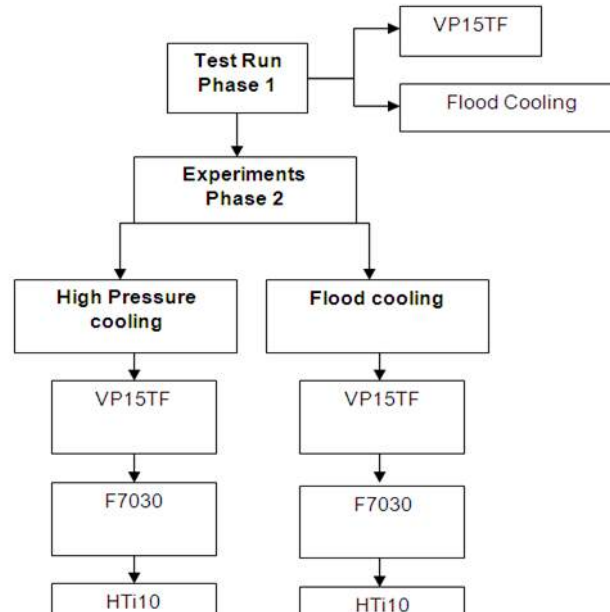 VP15TF
Test Run
Phase 1
Flood Cooling
Experiments
Phase 2
High Pressure
cooling
Flood cooling
VP15TF
VP15TF
F7030
F7030
HTi10
HTi10